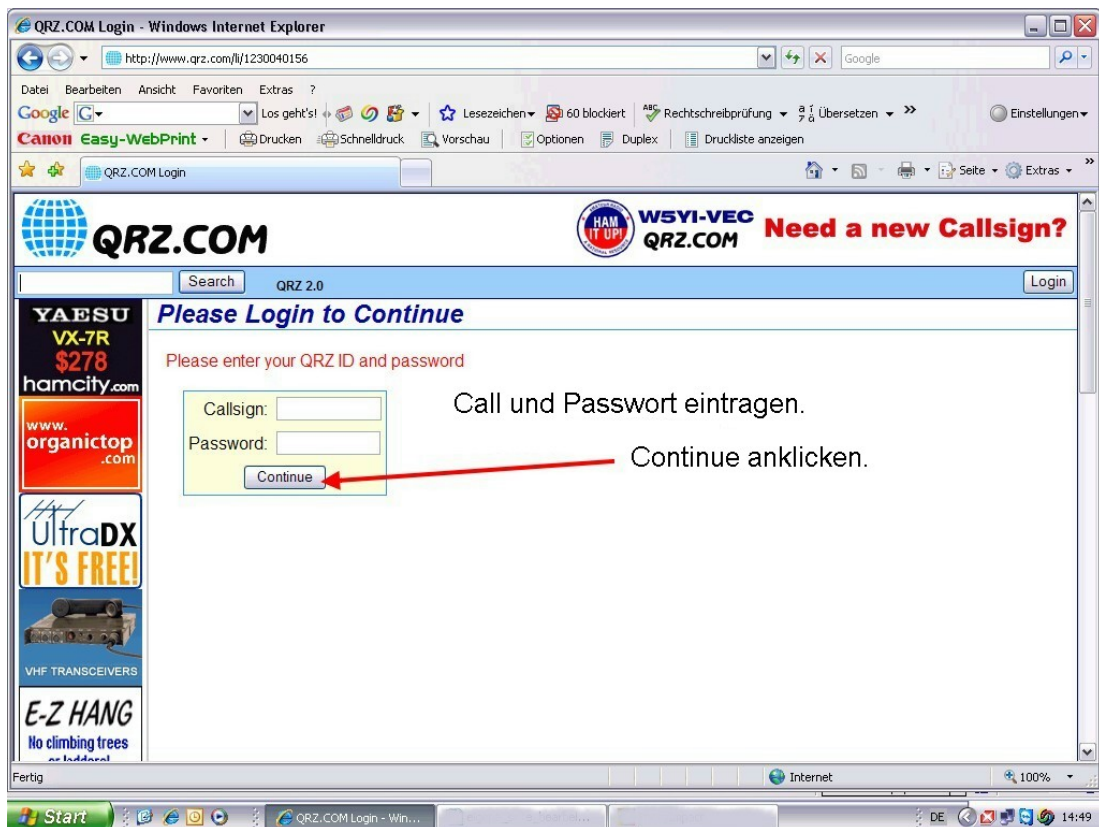 QRZ.COM Login - Windows Internet Explorer
http://www.qrz.com/li/1230040156
Google
Datei Bearbeiten Ansicht Favoriten Extras ?
Google G Los geht's! Lesezeichen 60 blockiert Rechtschreibprüfung Übersetzen » Einstellungen
Canon Easy-WebPrint Drucken Schnelldruck Vorschau Optionen Duplex Druckliste anzeigen
QRZ.COM Login Seite Extras »
QRZ.COM
HAM IT UP!
W5YI-VEC
QRZ.COM
Need a new Callsign?
Search QRZ 2.0 Login
YAESU
VX-7R
$278
hamcity.com
www.
organictop
.com
UltraDX
IT'S FREE!
VHF TRANSCEIVERS
E-Z HANG
No climbing trees
or ladders!
Please Login to Continue
Please enter your QRZ ID and password
Callsign:
Password:
Continue
Call und Passwort eintragen.
Continue anklicken.
Fertig Internet 100%
Start QRZ.COM Login - Win... DE 14:49